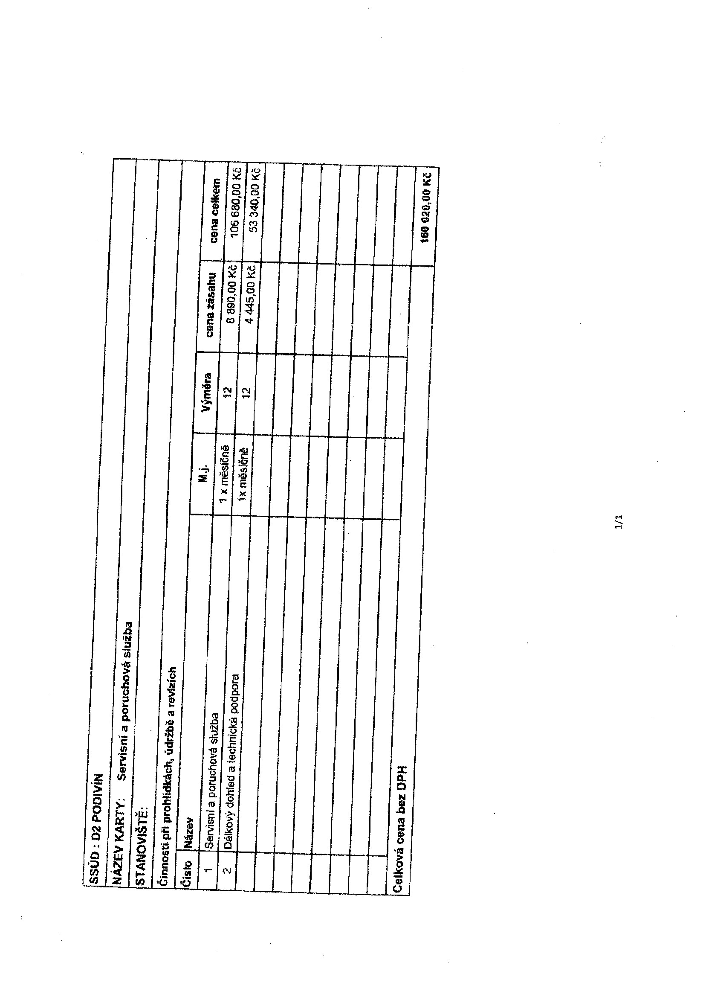 SSÚD : D2 PODIVÍN
NÁZEV KARTY: Servisní a poruchová služba
STANOVIŠTĚ:
Činnosti při prohlídkách, údržbě a revizích
Číslo Název M.j. Výměra cena zásahu cena celkem
1 Servisní a poruchová služba 1 x měsíčně 12 8 890,00 Kč 106 680,00 Kč
2 Dálkový dohled a technická podpora 1x měsíčně 12 4 445,00 Kč 53 340,00 Kč
Celková cena bez DPH 160 020,00 Kč
1/1